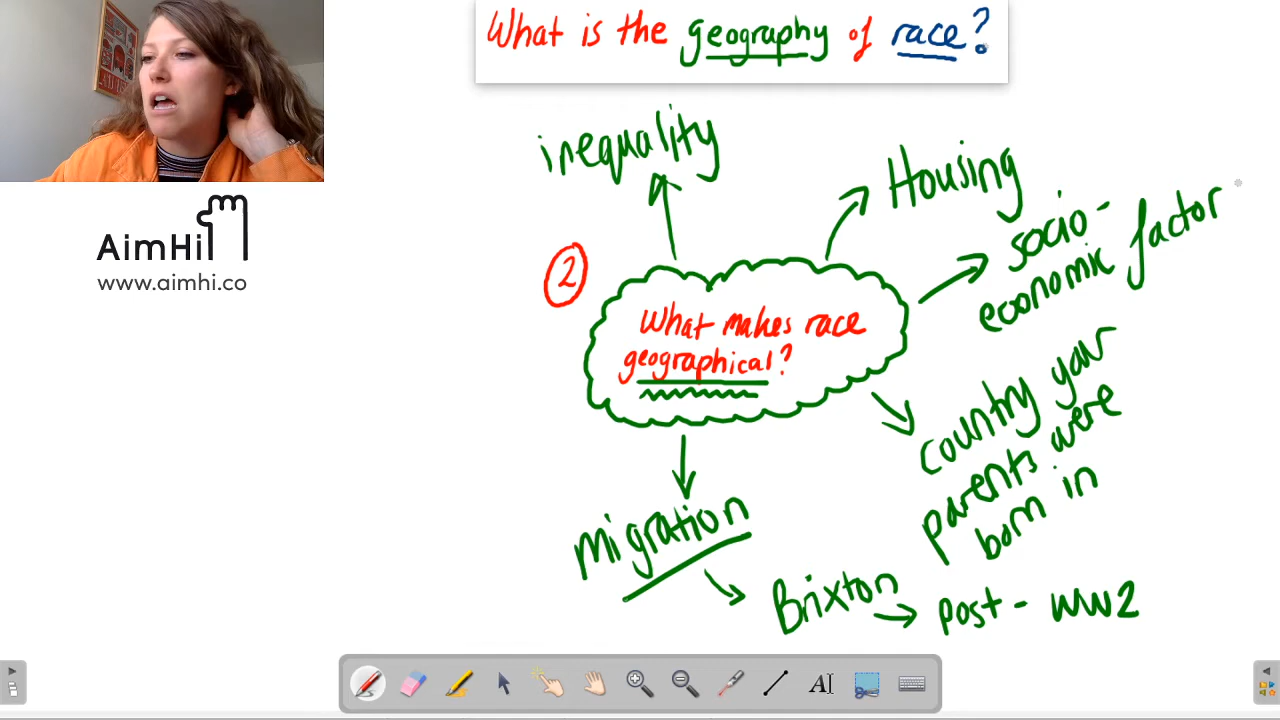 What is the geography of race?
AimHi
www.aimhi.co
inequality
Housing
socio-
economic factor
2
What makes race
geographical?
country your
parents were
born in
migration
Brixton
post - WW2
AI